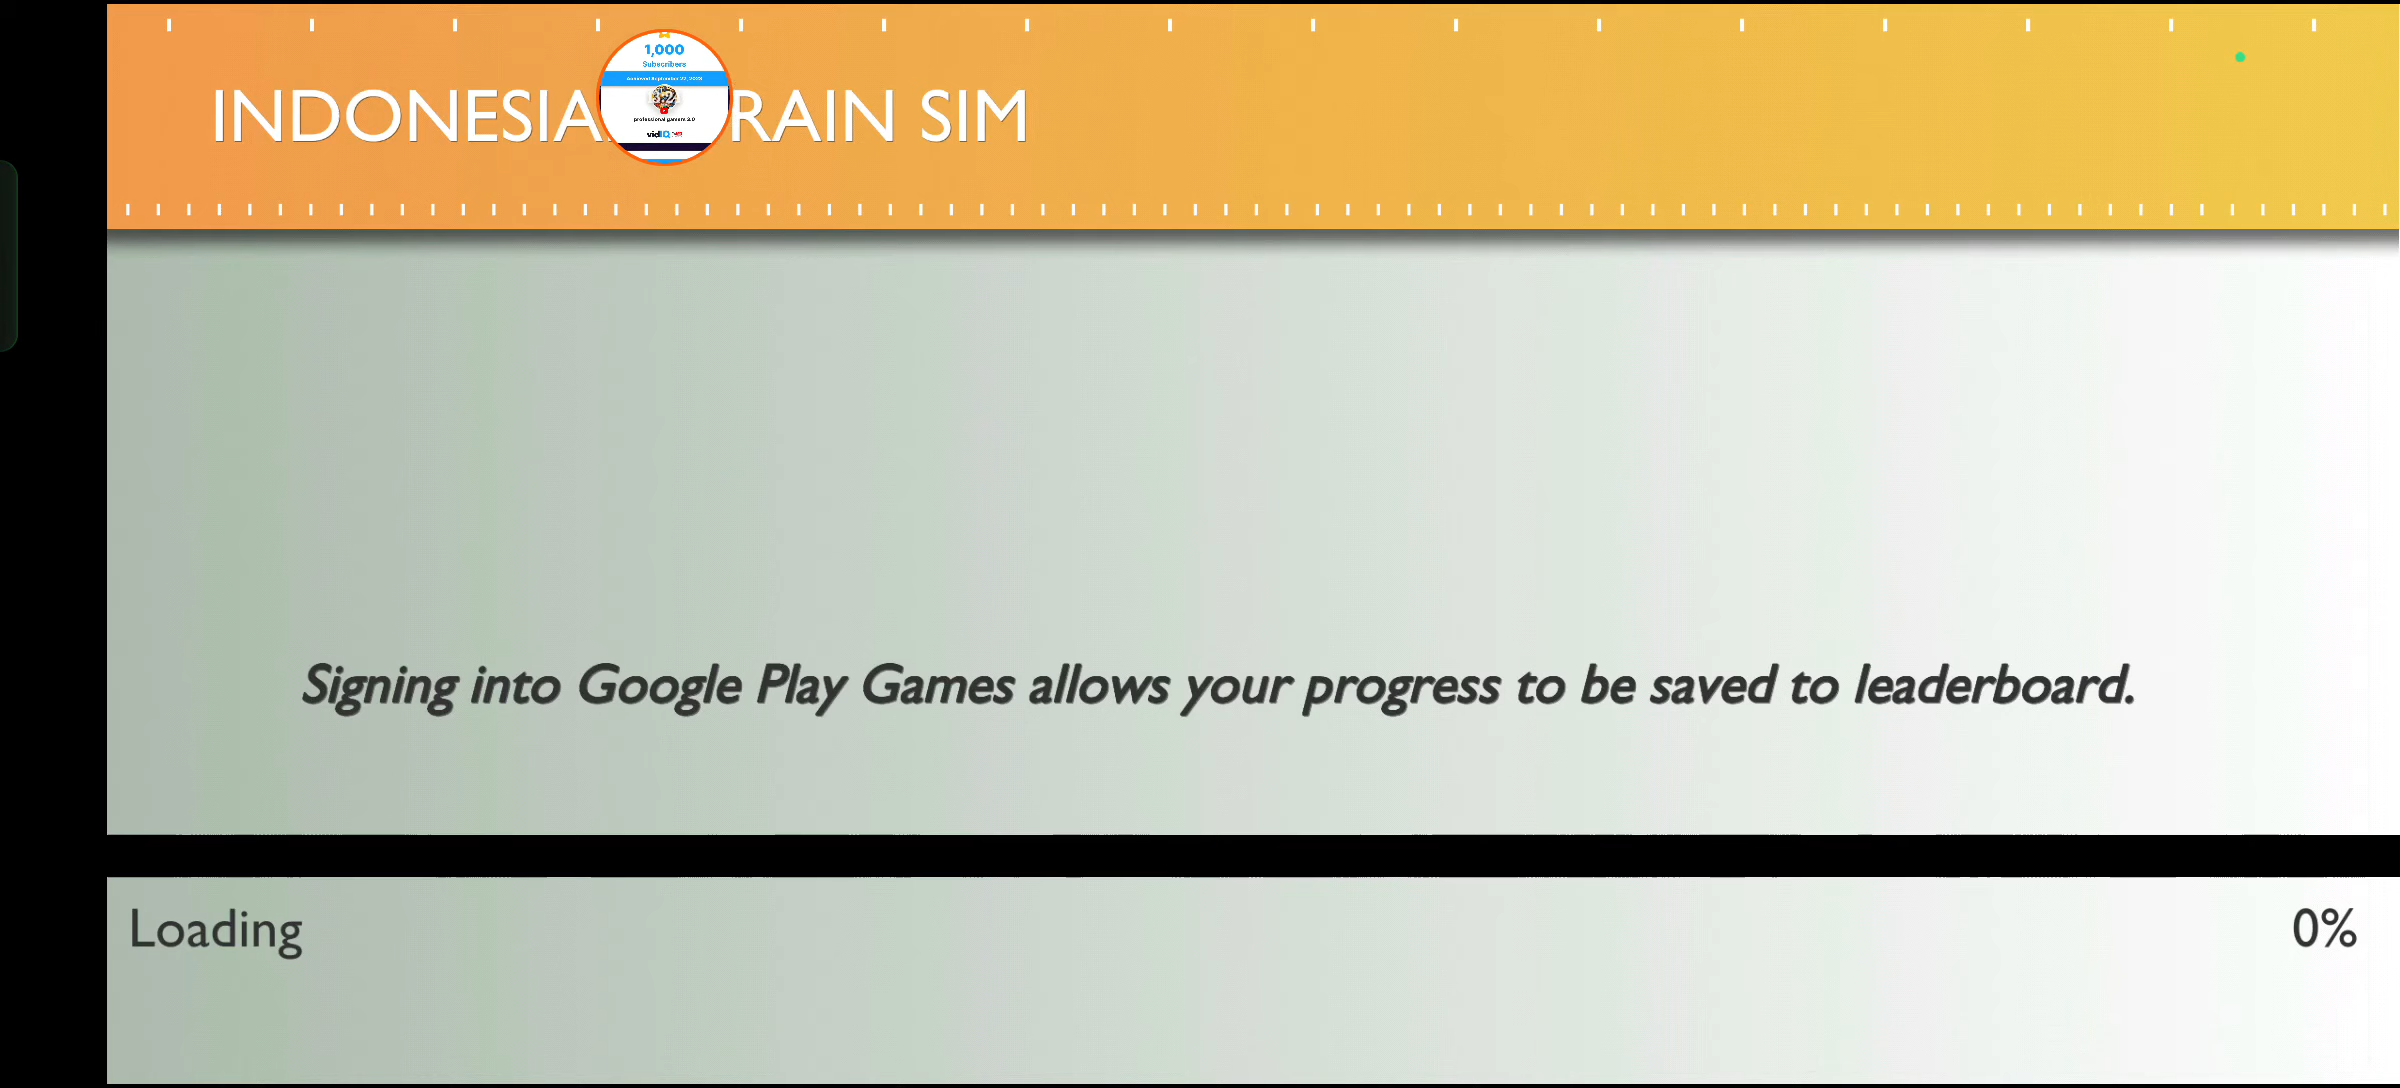 1,000
Subscribers
INDONESIA RAIN SIM
professional gamers 3.0
vidIQ
Signing into Google Play Games allows your progress to be saved to leaderboard.
Loading
0%